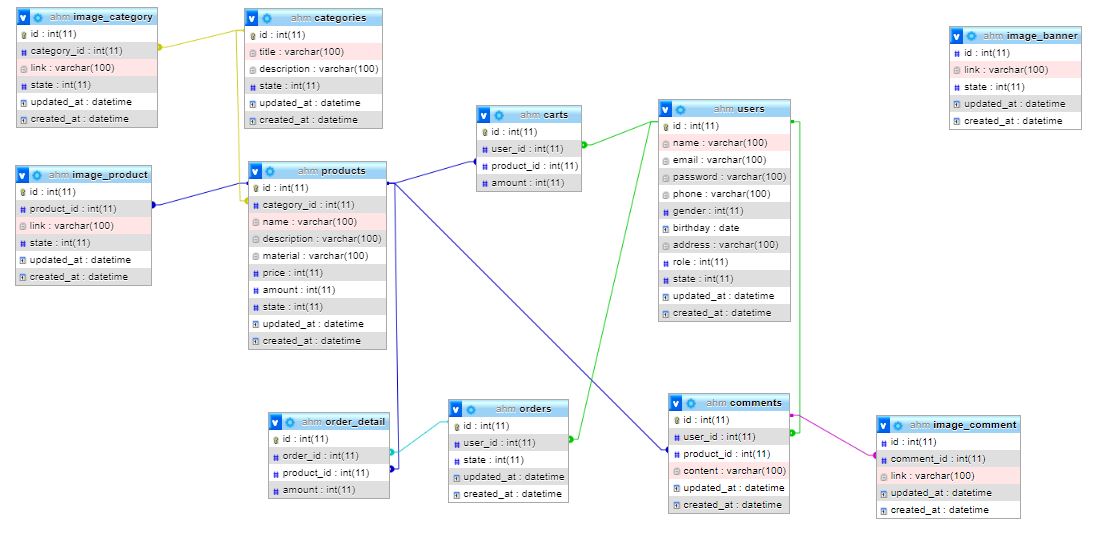 ahm image_category
id : int(11)
category_id : int(11)
link : varchar(100)
state : int(11)
updated_at : datetime
created_at : datetime
ahm categories
id : int(11)
title : varchar(100)
description : varchar(100)
state : int(11)
updated_at : datetime
created_at : datetime
ahm image_banner
id : int(11)
link : varchar(100)
state : int(11)
updated_at : datetime
created_at : datetime
ahm carts
id : int(11)
user_id : int(11)
product_id : int(11)
amount : int(11)
ahm users
id : int(11)
name : varchar(100)
email : varchar(100)
password : varchar(100)
phone : varchar(100)
gender : int(11)
birthday : date
address : varchar(100)
role : int(11)
state : int(11)
updated_at : datetime
created_at : datetime
ahm image_product
id : int(11)
product_id : int(11)
link : varchar(100)
state : int(11)
updated_at : datetime
created_at : datetime
ahm products
id : int(11)
category_id : int(11)
name : varchar(100)
description : varchar(100)
material : varchar(100)
price : int(11)
amount : int(11)
state : int(11)
updated_at : datetime
created_at : datetime
ahm order_detail
id : int(11)
order_id : int(11)
product_id : int(11)
amount : int(11)
ahm orders
id : int(11)
user_id : int(11)
state : int(11)
updated_at : datetime
created_at : datetime
ahm comments
id : int(11)
user_id : int(11)
product_id : int(11)
content : varchar(100)
updated_at : datetime
created_at : datetime
ahm image_comment
id : int(11)
comment_id : int(11)
link : varchar(100)
updated_at : datetime
created_at : datetime